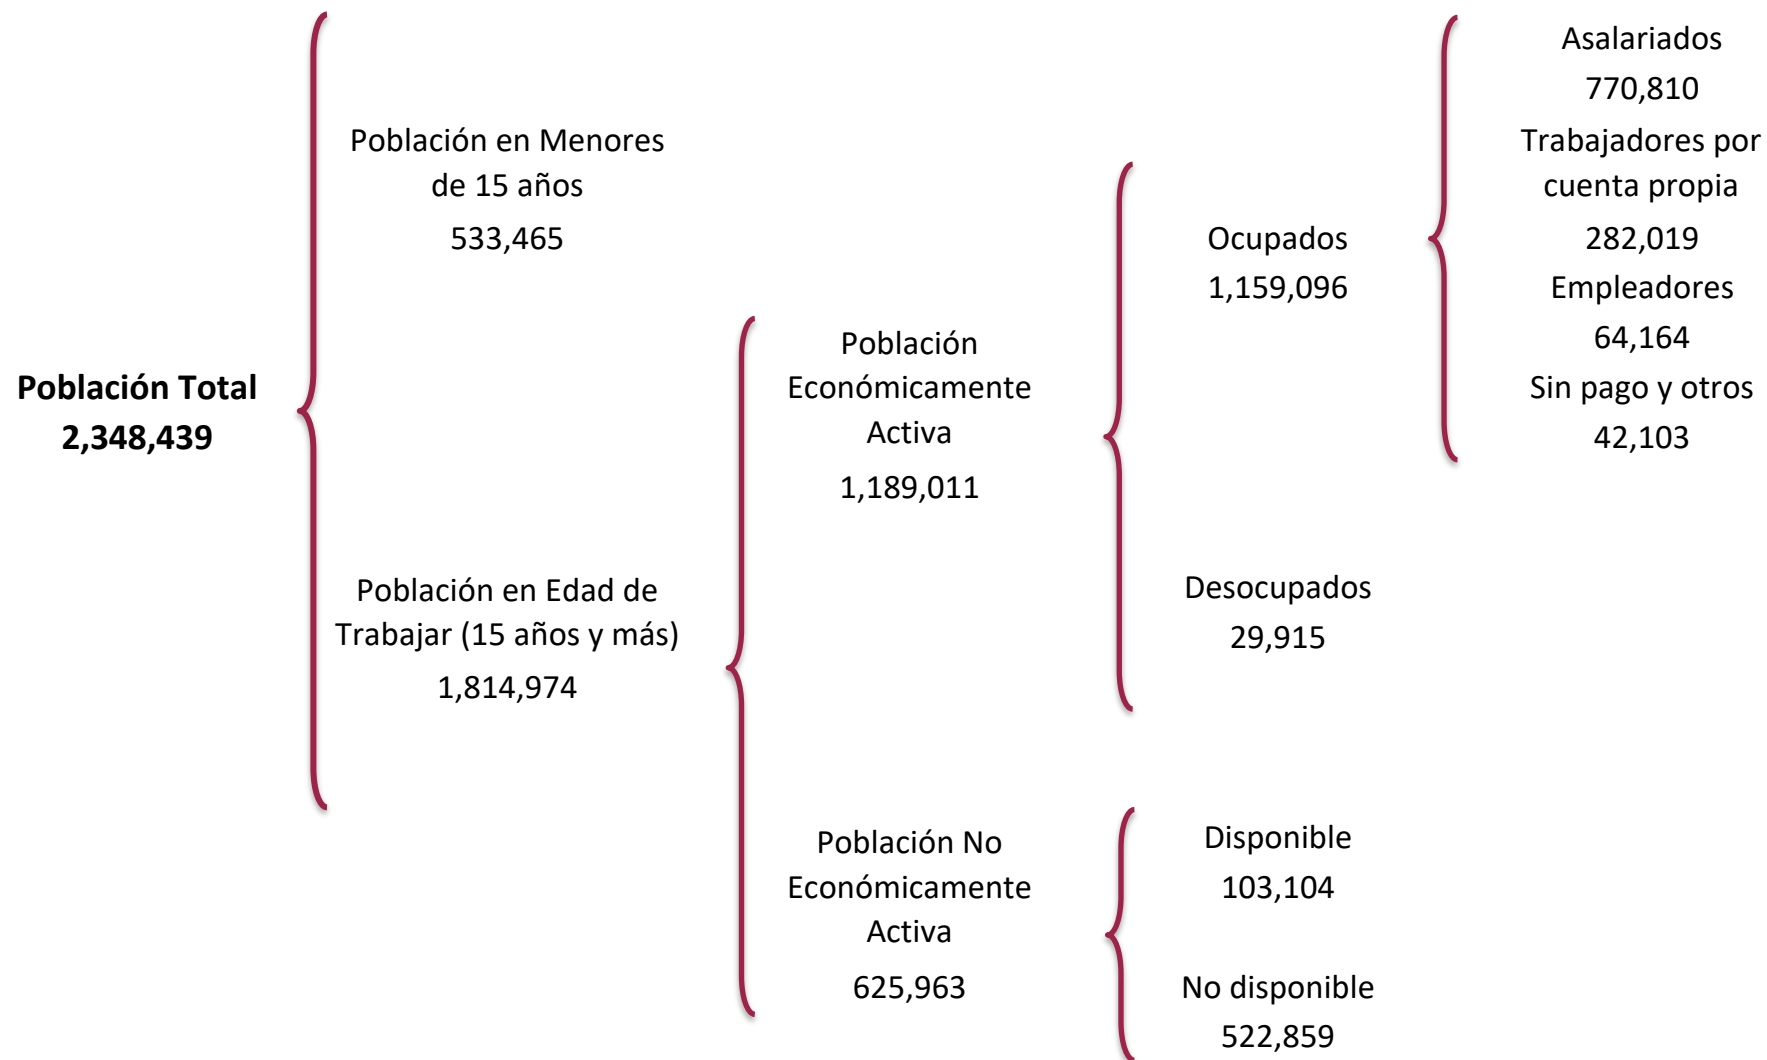 Población Total
2,348,439
Población en Menores
de 15 años
533,465
Población en Edad de
Trabajar (15 años y más)
1,814,974
Población
Económicamente
Activa
1,189,011
Población No
Económicamente
Activa
625,963
Ocupados
1,159,096
Desocupados
29,915
Disponible
103,104
No disponible
522,859
Asalariados
770,810
Trabajadores por
cuenta propia
282,019
Empleadores
64,164
Sin pago y otros
42,103